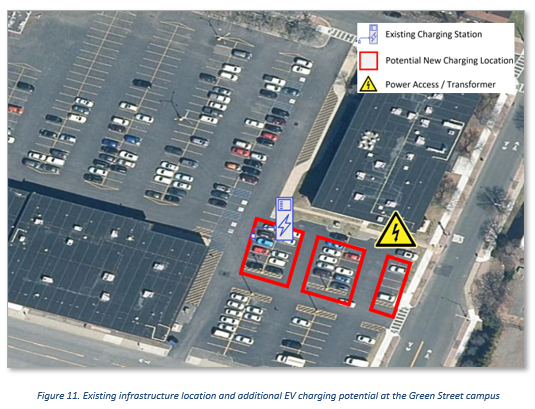 Existing Charging Station
Potential New Charging Location
Power Access / Transformer
Figure 11. Existing infrastructure location and additional EV charging potential at the Green Street campus